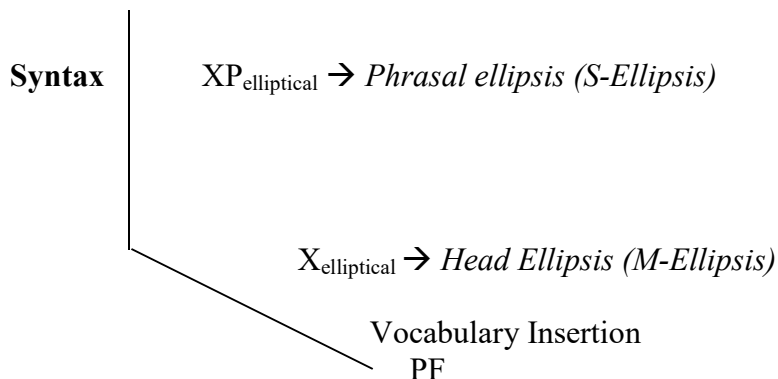 Syntax XPelliptical → Phrasal ellipsis (S-Ellipsis)
Xelliptical → Head Ellipsis (M-Ellipsis)
Vocabulary Insertion
PF